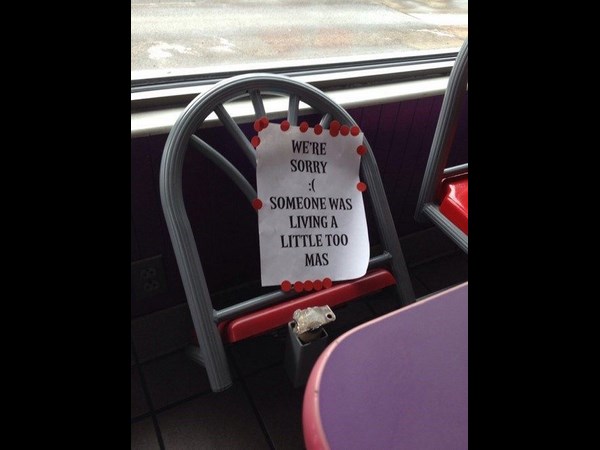 WE'RE
SORRY
:(
SOMEONE WAS
LIVING A
LITTLE TOO
MAS